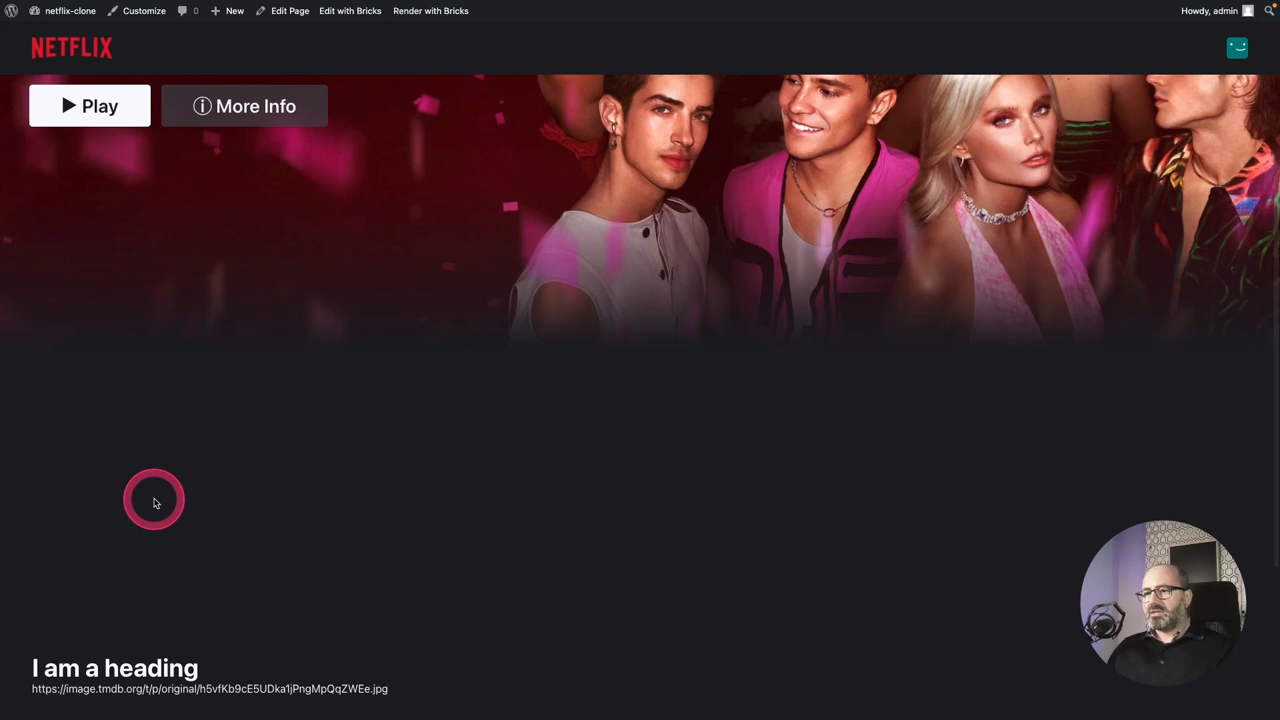 netflix-clone Customize 0 New Edit Page Edit with Bricks Render with Bricks Howdy, admin
NETFLIX
Play More Info
I am a heading
https://image.tmdb.org/t/p/original/h5vfKb9cE5UDka1jPngMpQqZWEe.jpg